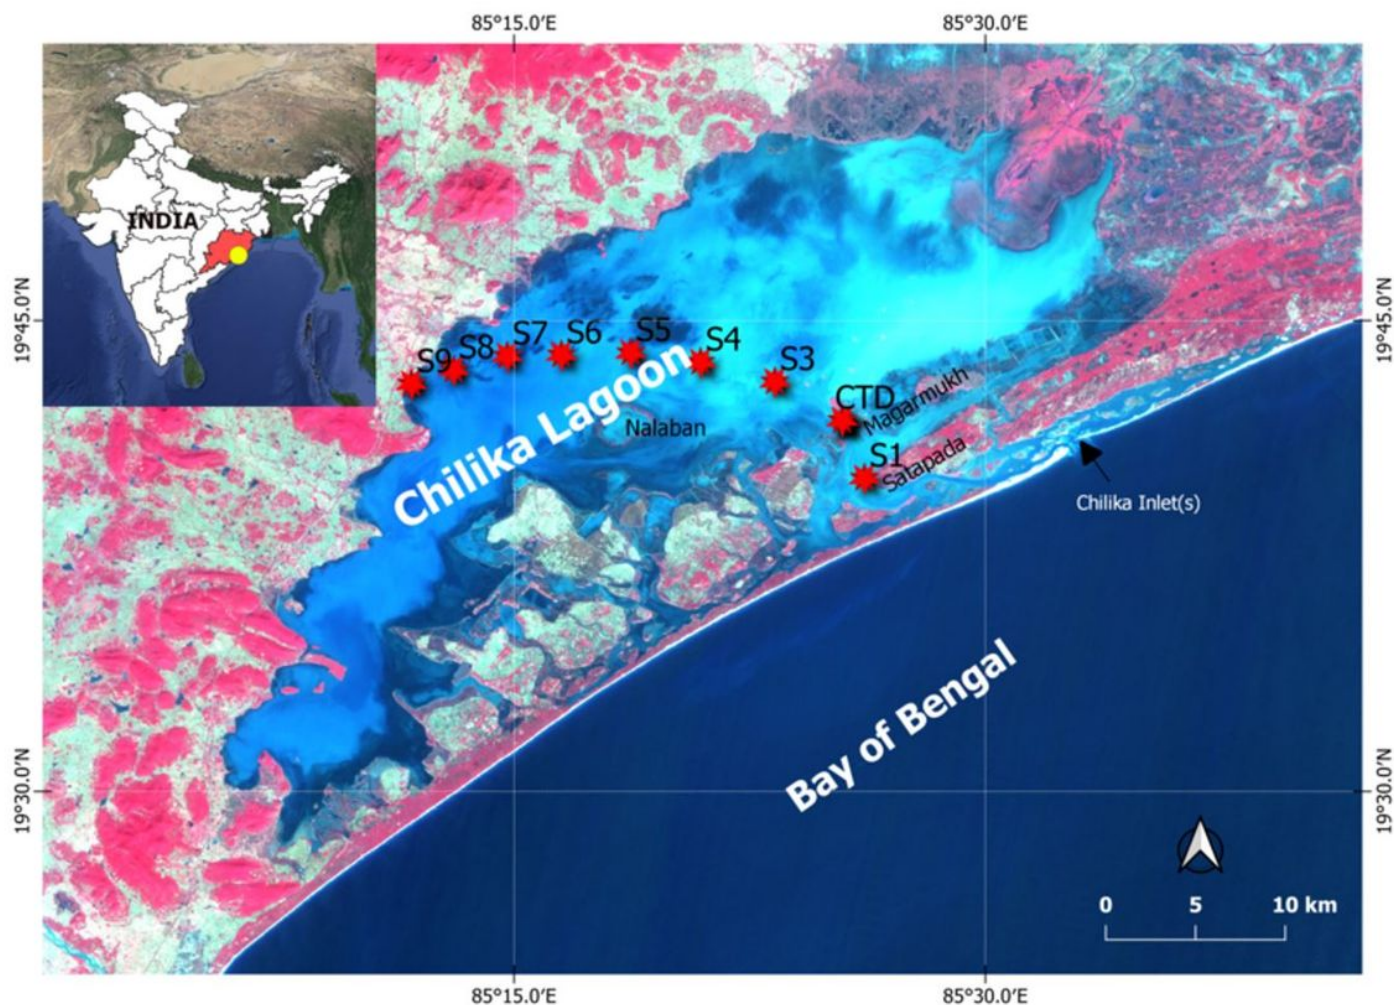 85°15.0'E
85°30.0'E
INDIA
19°45.0'N
19°45.0'N
S9
S8
S7
S6
S5
S4
S3
CTD
Magarmukh
S1
Satapada
Nalaban
Chilika Lagoon
Chilika Inlet(s)
Bay of Bengal
19°30.0'N
19°30.0'N
0 5 10 km
85°15.0'E
85°30.0'E